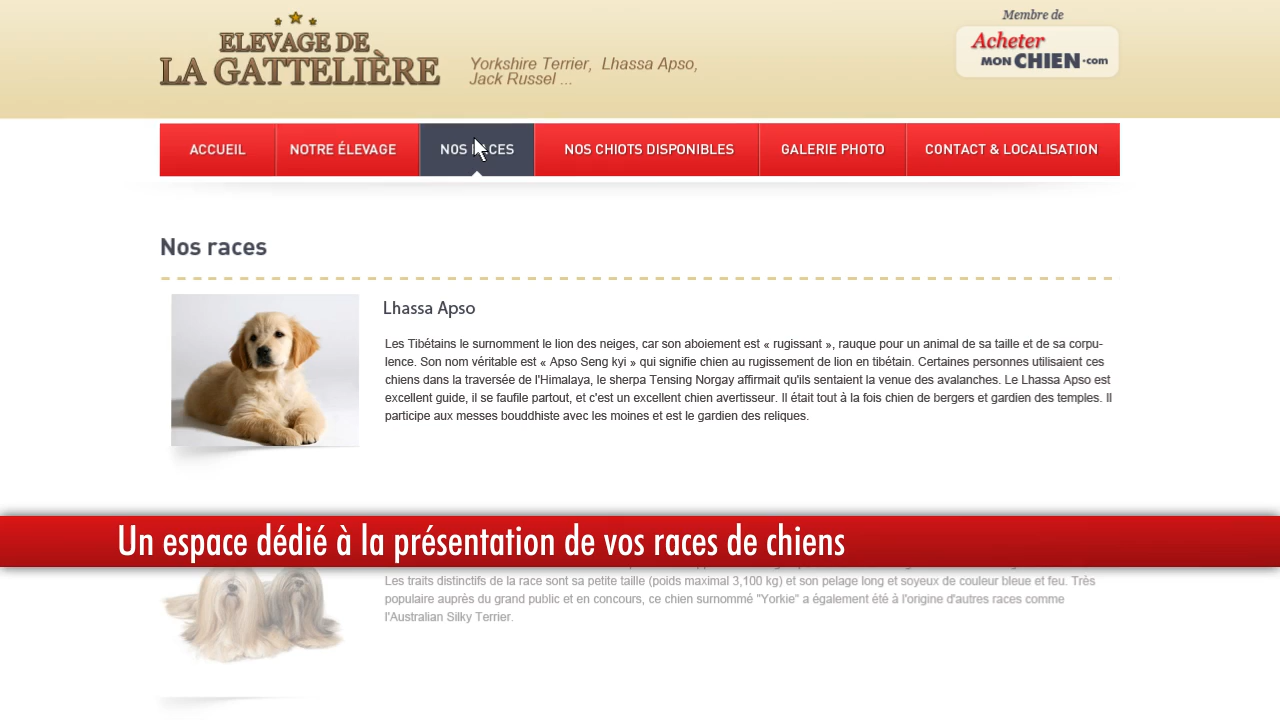 ELEVAGE DE
LA GATTELIÈRE
Yorkshire Terrier, Lhassa Apso,
Jack Russel ...
Membre de
Acheter
MON CHIEN.com
ACCUEIL
NOTRE ÉLEVAGE
NOS RACES
NOS CHIOTS DISPONIBLES
GALERIE PHOTO
CONTACT & LOCALISATION
Nos races
Lhassa Apso
Les Tibétains le surnomment le lion des neiges, car son aboiement est « rugissant », rauque pour un animal de sa taille et de sa corpu-
lence. Son nom véritable est « Apso Seng kyi » qui signifie chien au rugissement de lion en tibétain. Certaines personnes utilisaient ces
chiens dans la traversée de l'Himalaya, le sherpa Tensing Norgay affirmait qu'ils sentaient la venue des avalanches. Le Lhassa Apso est
excellent guide, il se faufile partout, et c'est un excellent chien avertisseur. Il était tout à la fois chien de bergers et gardien des temples. Il
participe aux messes bouddhiste avec les moines et est le gardien des reliques.
Un espace dédié à la présentation de vos races de chiens
Les traits distinctifs de la race sont sa petite taille (poids maximal 3,100 kg) et son pelage long et soyeux de couleur bleue et feu. Très
populaire auprès du grand public et en concours, ce chien surnommé "Yorkie" a également été à l'origine d'autres races comme
l'Australian Silky Terrier.